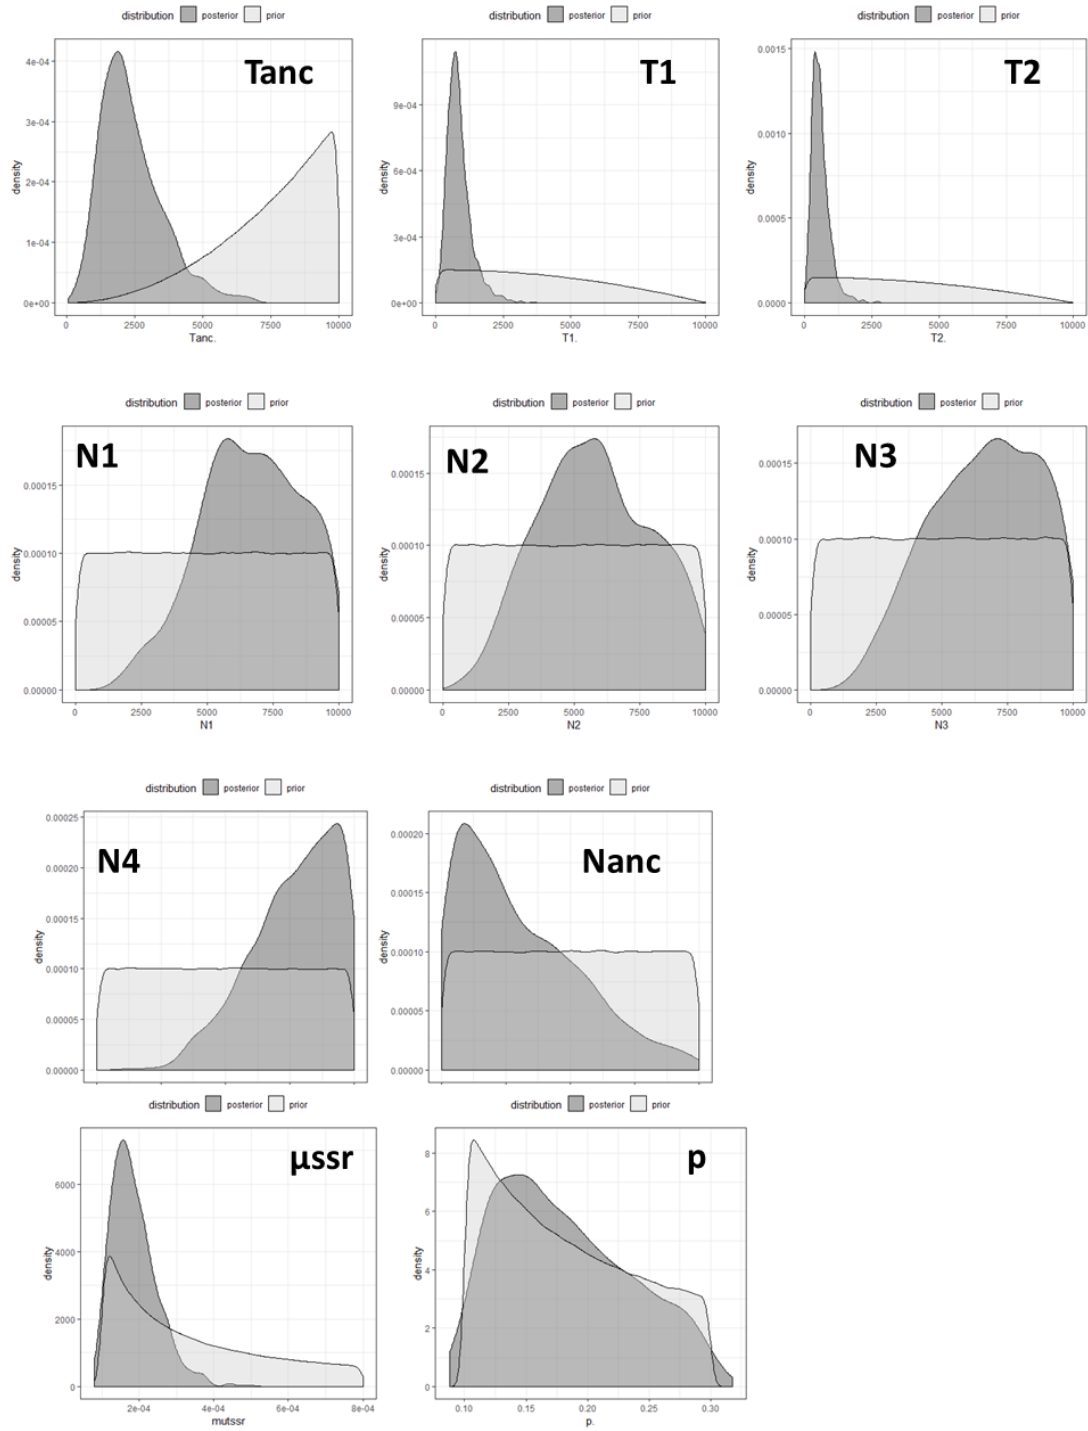 distribution posterior prior
distribution posterior prior
distribution posterior prior
Tanc
T1
T2
4e-04
3e-04
2e-04
1e-04
0e+00
density
0 2500 5000 7500 10000
Tanc.
9e-04
6e-04
3e-04
0e+00
density
0 2500 5000 7500 10000
T1.
0.0015
0.0010
0.0005
0.0000
density
0 2500 5000 7500 10000
T2.
distribution posterior prior
distribution posterior prior
distribution posterior prior
N1
N2
N3
0.00015
0.00010
0.00005
0.00000
density
0 2500 5000 7500 10000
N1
0.00015
0.00010
0.00005
0.00000
density
0 2500 5000 7500 10000
N2
0.00015
0.00010
0.00005
0.00000
density
0 2500 5000 7500 10000
N3
distribution posterior prior
distribution posterior prior
N4
Nanc
0.00025
0.00020
0.00015
0.00010
0.00005
0.00000
density
0.00020
0.00015
0.00010
0.00005
0.00000
density
distribution posterior prior
distribution posterior prior
µssr
p
6000
4000
2000
0
density
2e-04 4e-04 6e-04 8e-04
mutssr
8
6
4
2
0
density
0.10 0.15 0.20 0.25 0.30
p.